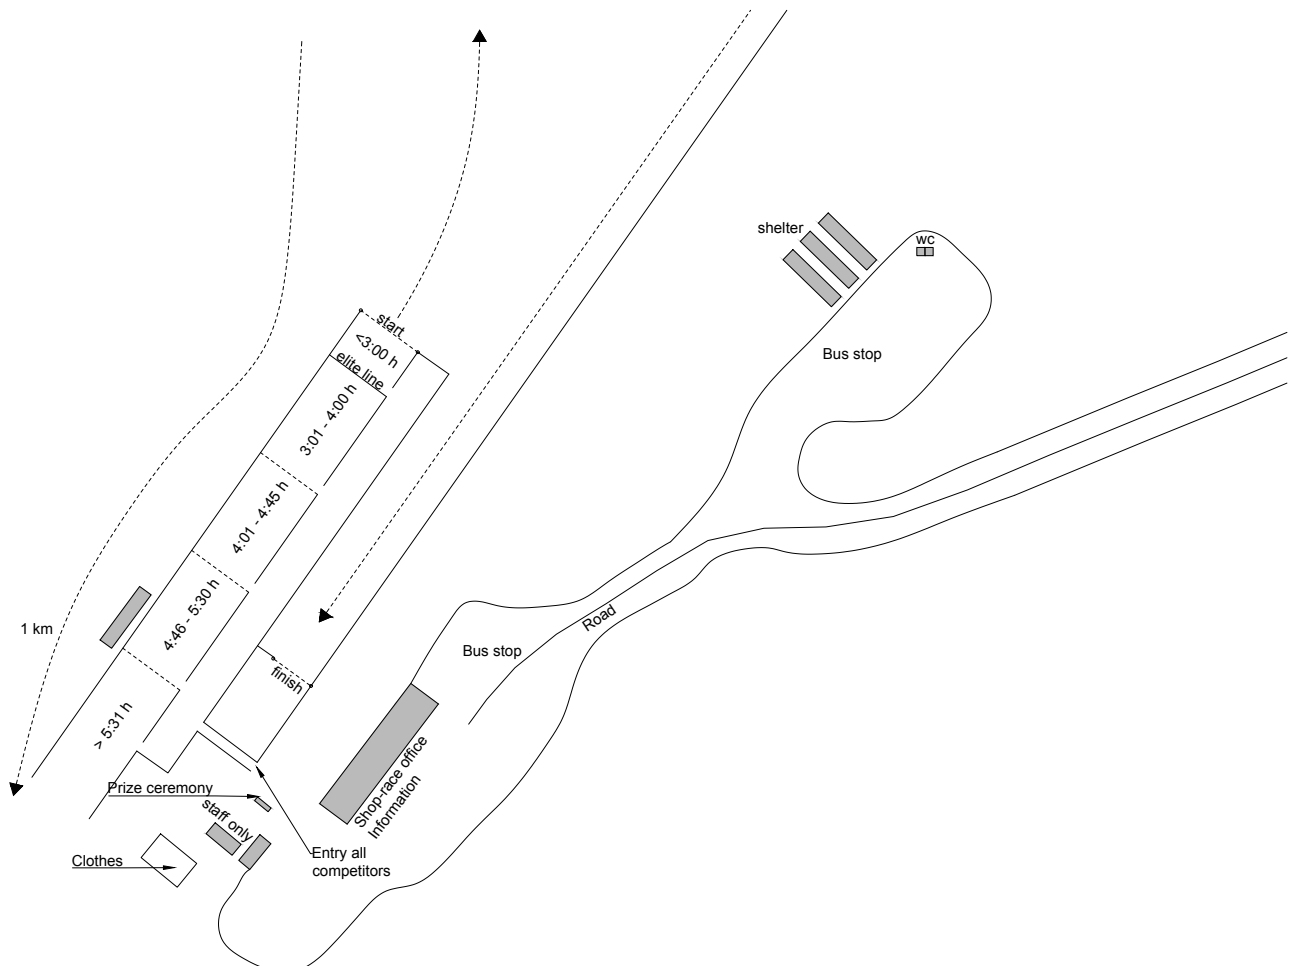 shelter
wc
Bus stop
start
<3:00 h
elite line
3:01 - 4:00 h
4:01 - 4:45 h
4:46 - 5:30 h
> 5:31 h
1 km
Road
Bus stop
finish
Shop-race office
Information
Prize ceremony
staff only
Clothes
Entry all
competitors